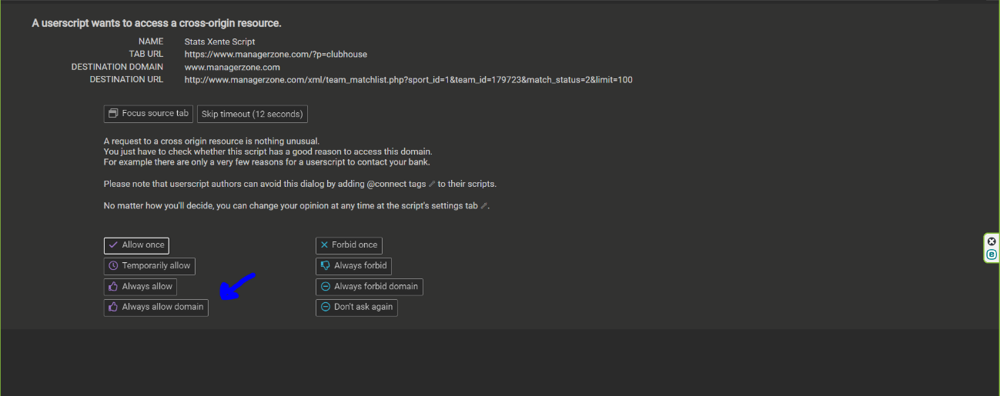 A userscript wants to access a cross-origin resource.
NAME Stats Xente Script
TAB URL https://www.managerzone.com/?p=clubhouse
DESTINATION DOMAIN www.managerzone.com
DESTINATION URL http://www.managerzone.com/xml/team_matchlist.php?sport_id=1&team_id=179723&match_status=2&limit=100
Focus source tab Skip timeout (12 seconds)
A request to a cross origin resource is nothing unusual.
You just have to check whether this script has a good reason to access this domain.
For example there are only a very few reasons for a userscript to contact your bank.
Please note that userscript authors can avoid this dialog by adding @connect tags to their scripts.
No matter how you'll decide, you can change your opinion at any time at the script's settings tab .
Allow once Forbid once
Temporarily allow Always forbid
Always allow Always forbid domain
Always allow domain Don't ask again